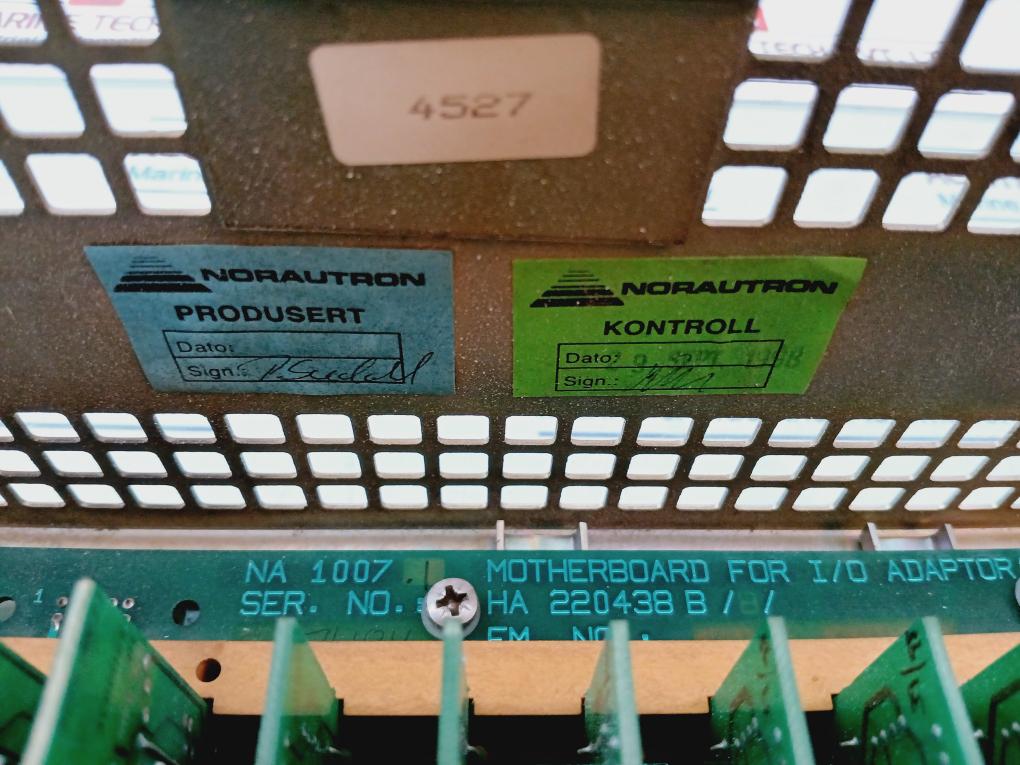 4527
NORAUTRON
PRODUSERT
Dato:
Sign.:
NORAUTRON
KONTROLL
Dato:
Sign.:
NA 1007
MOTHERBOARD FOR I/O ADAPTOR
SER. NO.:
HA 220438 B / /
EM. NO.:
Marin